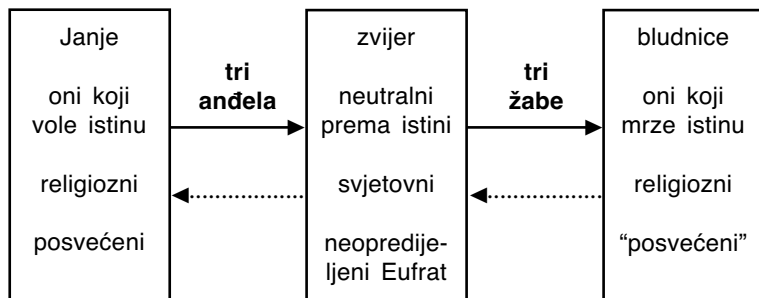 Janje
oni koji
vole istinu
religiozni
posvećeni
tri
anđela
zvijer
neutralni
prema istini
svjetovni
neopredije-
ljeni Eufrat
tri
žabe
bludnice
oni koji
mrze istinu
religiozni
“posvećeni”